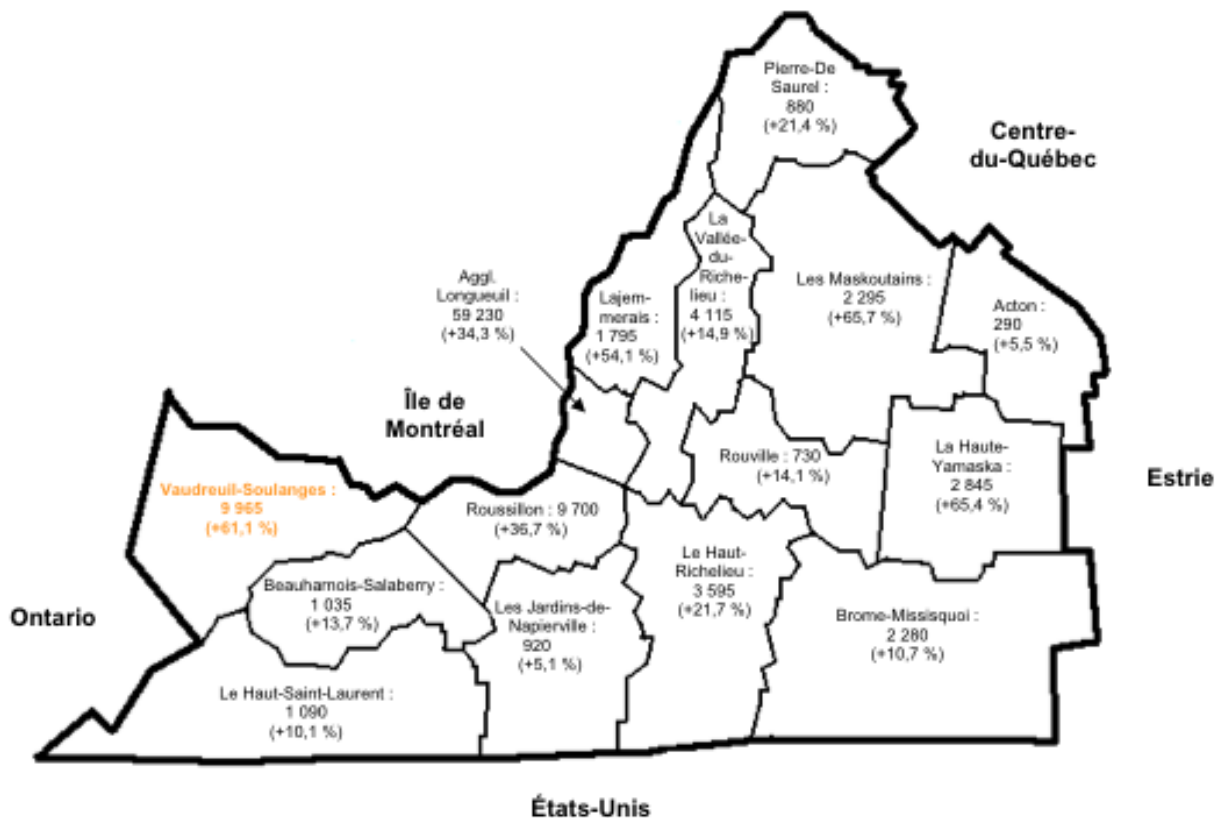 Pierre-De
Saurel :
880
(+21,4 %)
Centre-
du-Québec
La
Vallée-
du-
Riche-
lieu :
4 115
(+14,9 %)
Les Maskoutains :
2 295
(+65,7 %)
Acton :
290
(+5,5 %)
Aggl.
Longueuil :
59 230
(+34,3 %)
Lajem-
merais :
1 795
(+54,1 %)
Île de
Montréal
Rouville : 730
(+14,1 %)
La Haute-
Yamaska :
2 845
(+65,4 %)
Estrie
Vaudreuil-Soulanges :
9 965
(+61,1 %)
Roussillon : 9 700
(+36,7 %)
Le Haut-
Richelieu :
3 595
(+21,7 %)
Beauharnois-Salaberry :
1 035
(+13,7 %)
Les Jardins-de-
Napierville :
920
(+5,1 %)
Brome-Missisquoi :
2 280
(+10,7 %)
Ontario
Le Haut-Saint-Laurent :
1 090
(+10,1 %)
États-Unis